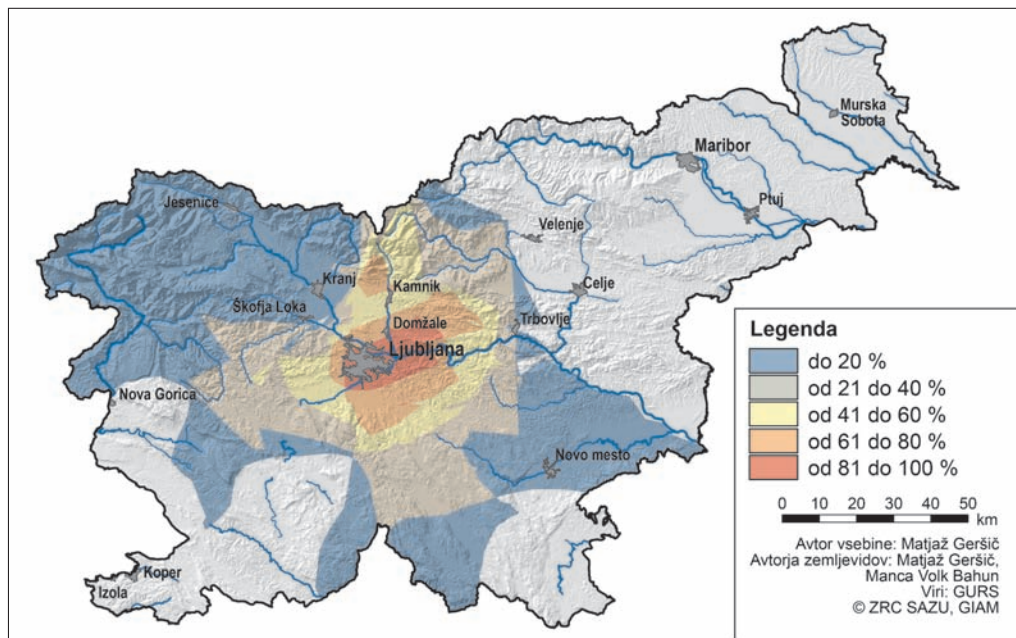 Murska
Sobota
Maribor
Ptuj
Jesenice
Velenje
Celje
Kranj
Kamnik
Škofja Loka
Domžale
Trbovlje
Ljubljana
Nova Gorica
Novo mesto
Koper
Izola
Legenda
do 20 %
od 21 do 40 %
od 41 do 60 %
od 61 do 80 %
od 81 do 100 %
0 10 20 30 40 50
km
Avtor vsebine: Matjaž Geršič
Avtorja zemljevidov: Matjaž Geršič,
Manca Volk Bahun
Viri: GURS
© ZRC SAZU, GIAM